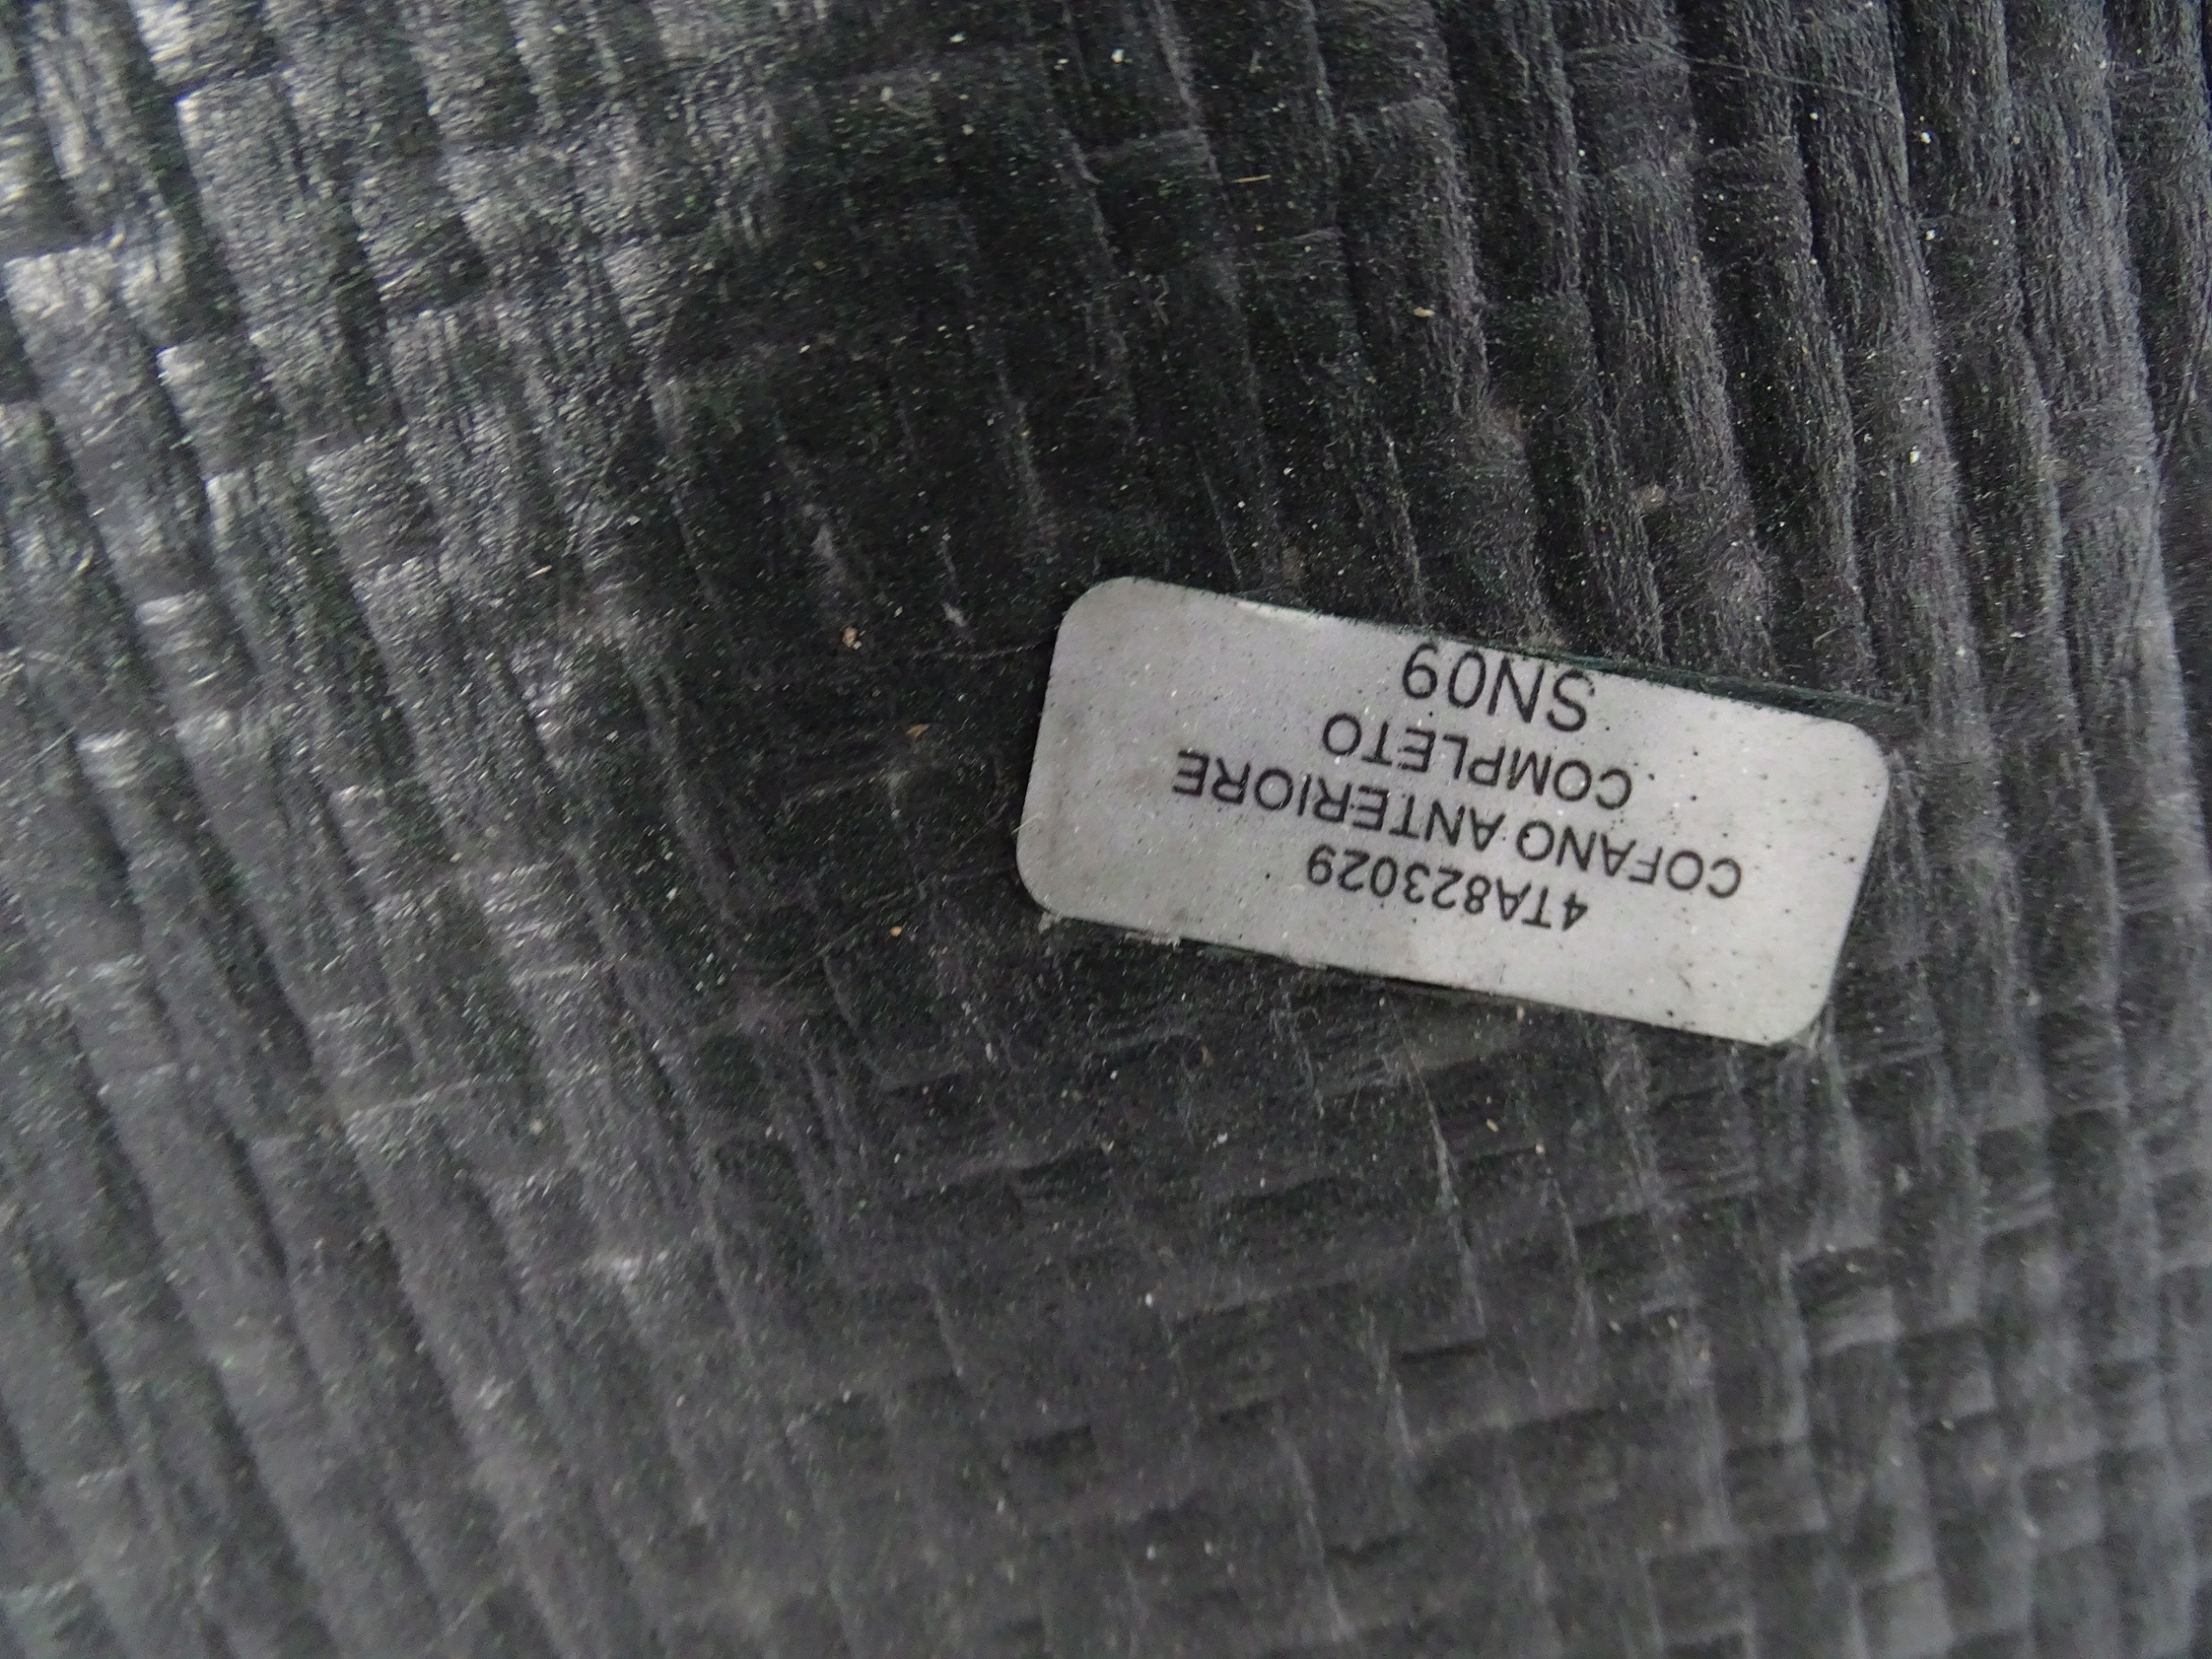 4TA823029
COFANO ANTERIORE
COMPLETO
SN09